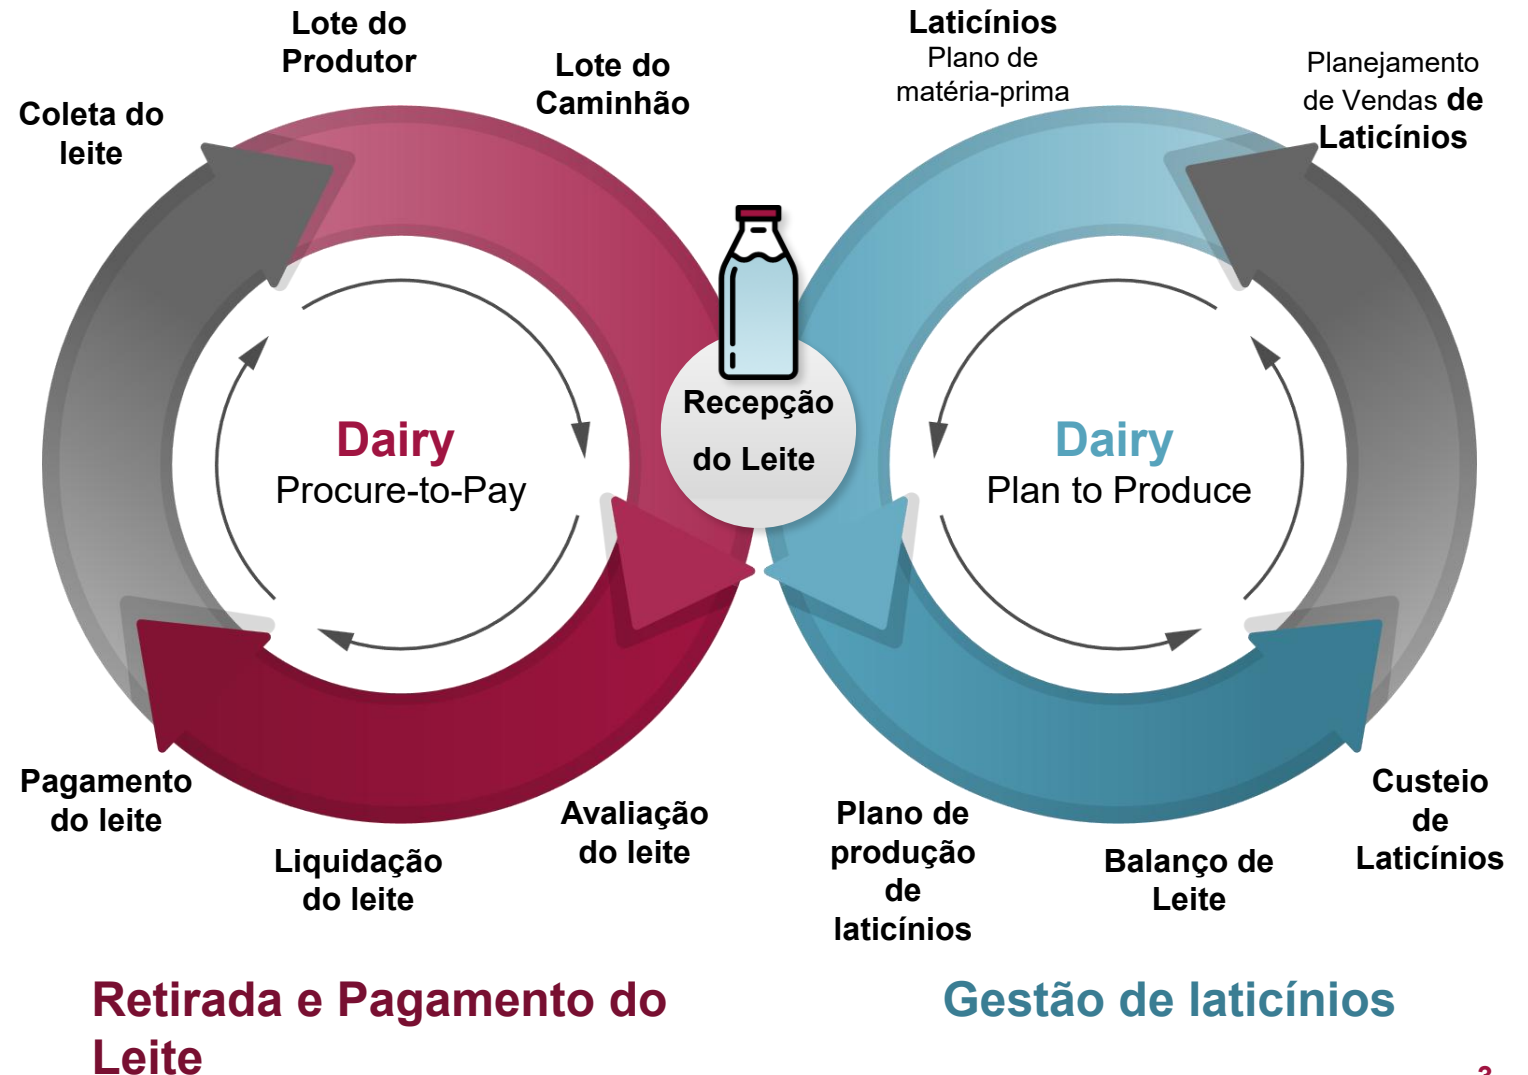 Lote do
Produtor
Lote do
Caminhão
Coleta do
leite
Laticínios
Plano de
matéria-prima
Planejamento
de Vendas de
Laticínios
Recepção
do Leite
Dairy
Procure-to-Pay
Dairy
Plan to Produce
Pagamento
do leite
Liquidação
do leite
Avaliação
do leite
Plano de
produção
de
laticínios
Balanço de
Leite
Custeio
de
Laticínios
Retirada e Pagamento do
Leite
Gestão de laticínios